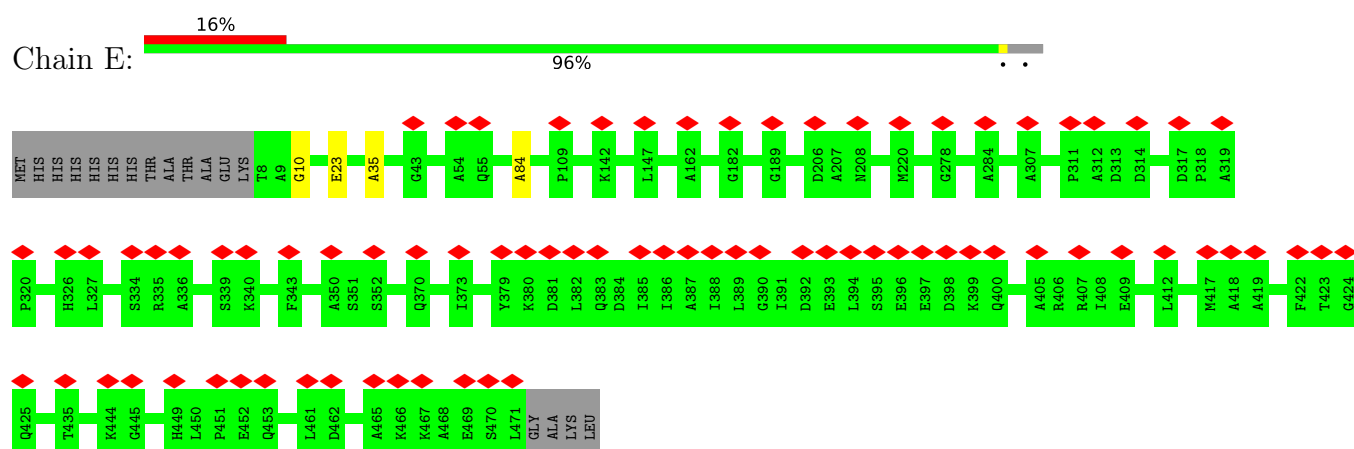 16%
Chain E:
96%
• •
MET HIS HIS HIS HIS HIS HIS THR ALA THR ALA GLU LYS T8 A9 G10 E23 A35 G43 A54 Q55 A84 P109 K142 L147 A162 G182 G189 D206 A207 N208 M220 G278 A284 A307 P311 A312 D313 D314 D317 P318 A319
P320 H326 L327 S334 R335 A336 S339 K340 F343 A350 S351 S352 Q370 I373 Y379 K380 D381 L382 Q383 D384 I385 I386 A387 I388 L389 G390 I391 D392 E393 L394 S395 E396 E397 D398 K399 Q400 A405 R406 R407 I408 E409 L412 M417 A418 A419 F422 T423 G424
Q425 T435 K444 G445 H449 L450 P451 E452 Q453 L461 D462 A465 K466 K467 A468 E469 S470 L471 GLY ALA LYS LEU